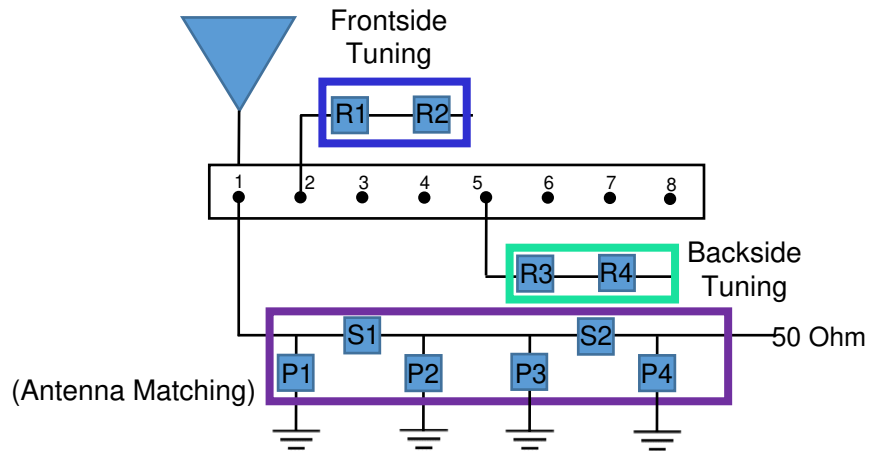 Frontside
Tuning
R1 R2
1 2 3 4 5 6 7 8
Backside
Tuning
R3 R4
S1 S2 50 Ohm
P1 P2 P3 P4
(Antenna Matching)